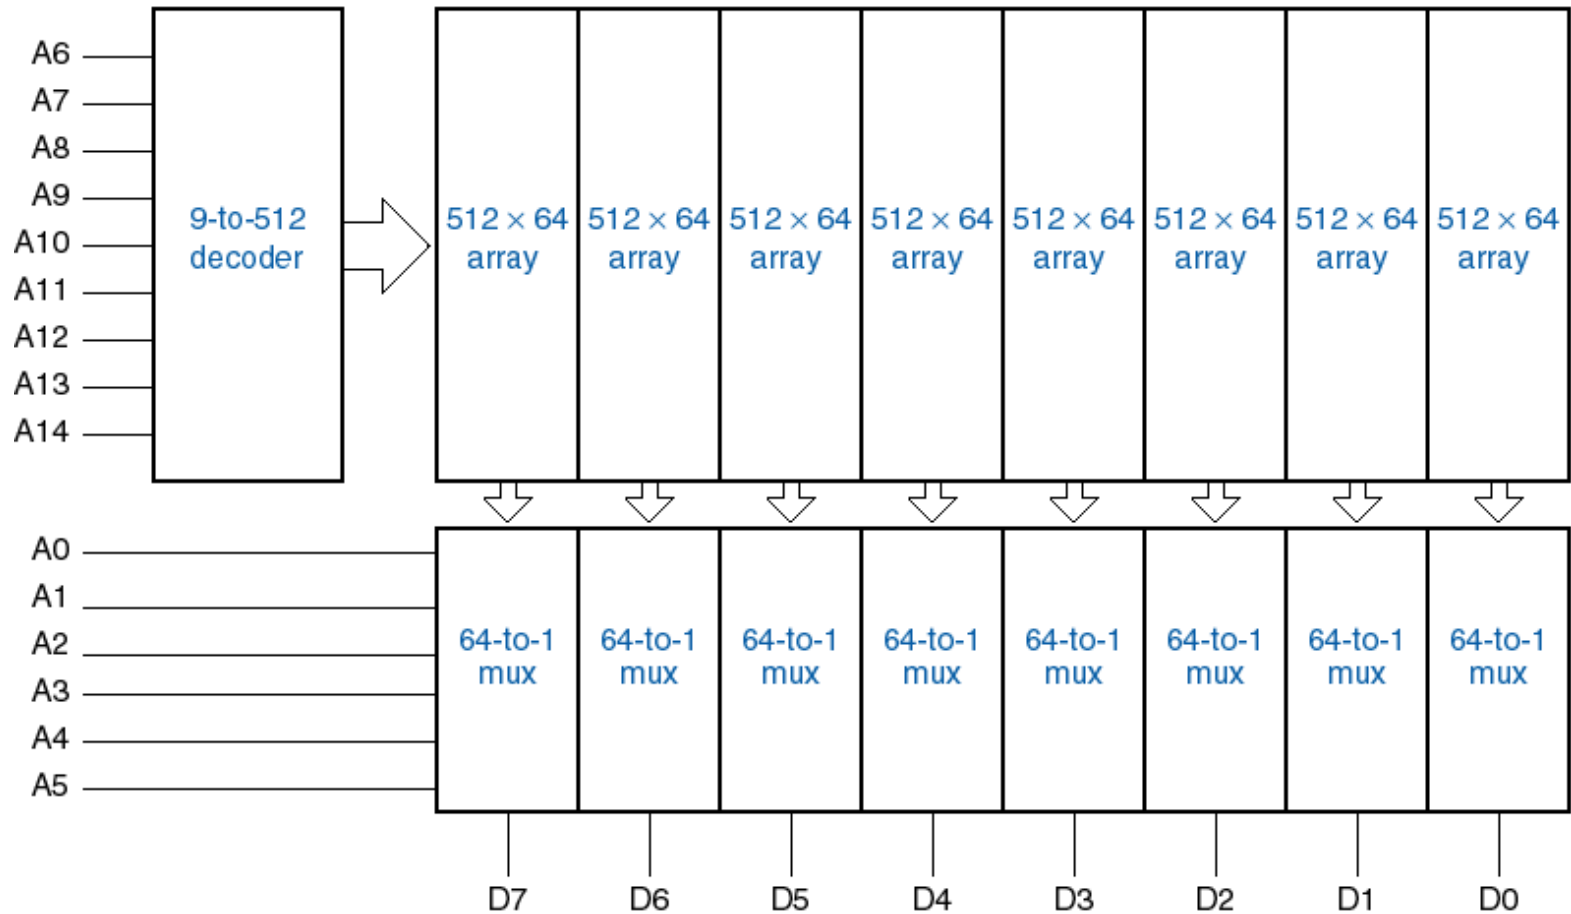 A6
A7
A8
A9
A10
A11
A12
A13
A14
9-to-512
decoder
512 × 64
array
512 × 64
array
512 × 64
array
512 × 64
array
512 × 64
array
512 × 64
array
512 × 64
array
512 × 64
array
A0
A1
A2
A3
A4
A5
64-to-1
mux
64-to-1
mux
64-to-1
mux
64-to-1
mux
64-to-1
mux
64-to-1
mux
64-to-1
mux
64-to-1
mux
D7
D6
D5
D4
D3
D2
D1
D0